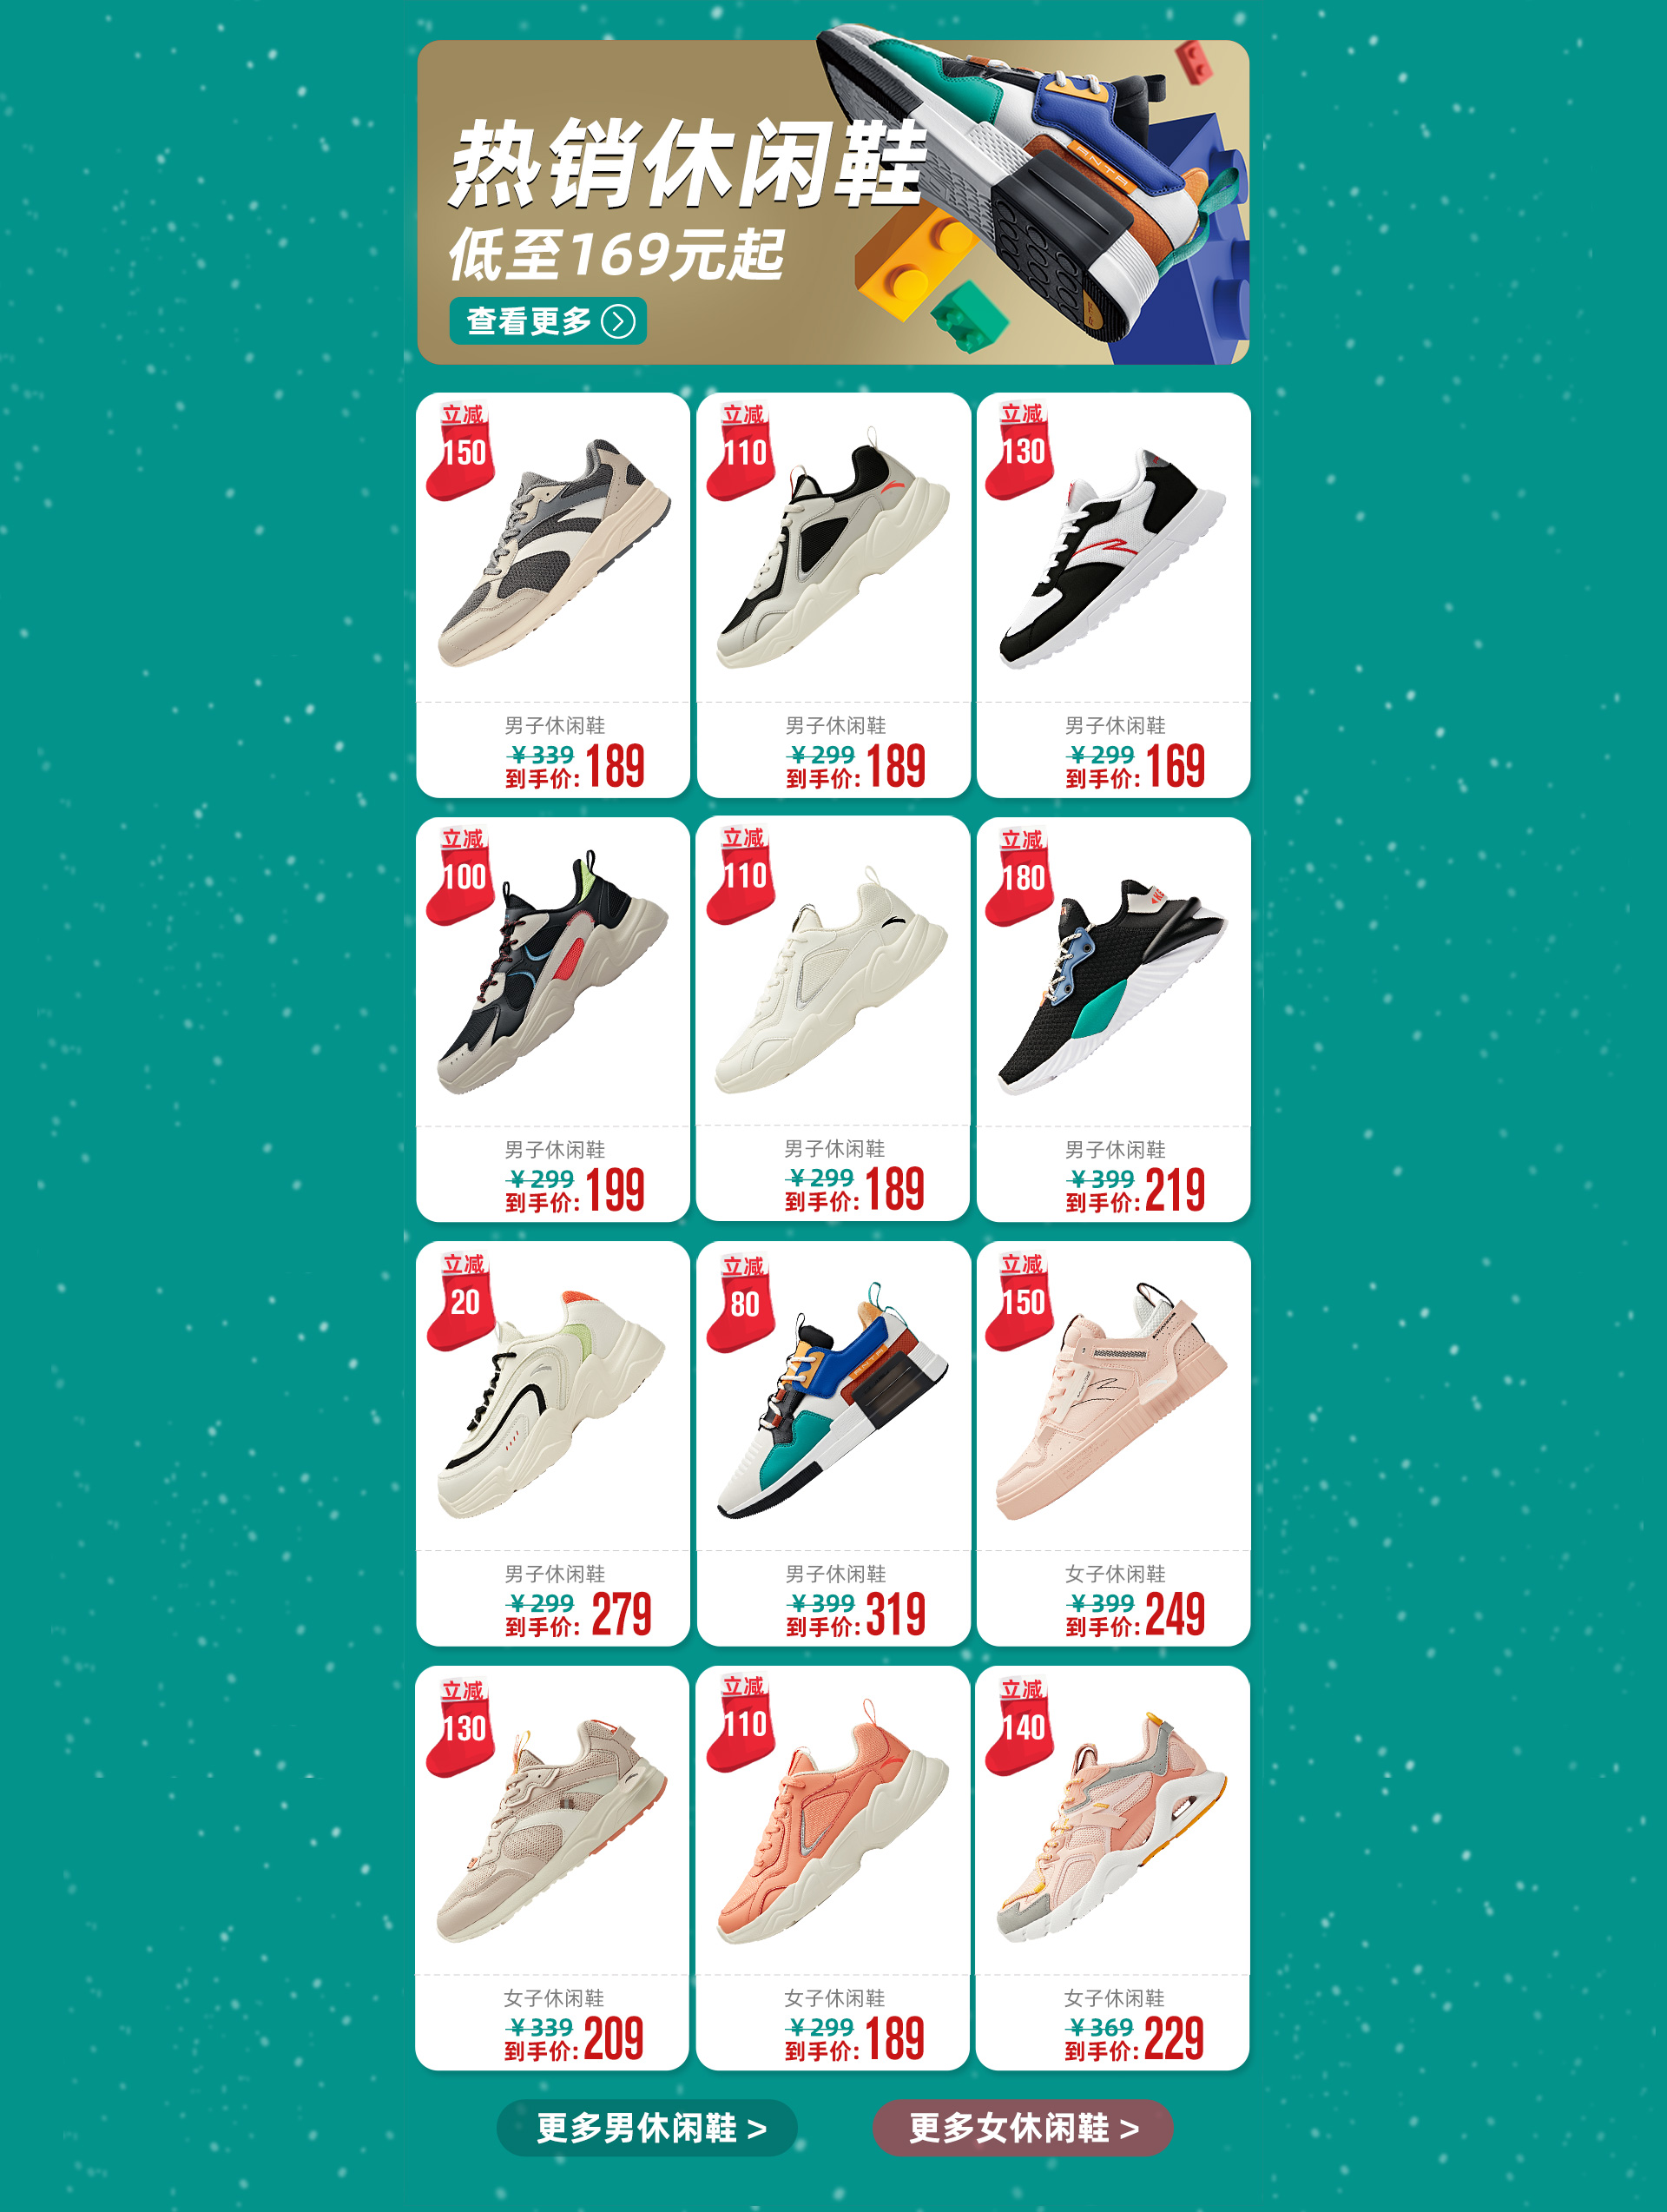 热销休闲鞋
低至169元起
查看更多
ANTA
立减
150
男子休闲鞋
¥339
到手价:189
立减
110
男子休闲鞋
¥299
到手价:189
立减
130
男子休闲鞋
¥299
到手价:169
立减
100
男子休闲鞋
¥299
到手价:199
立减
110
男子休闲鞋
¥299
到手价:189
立减
180
男子休闲鞋
¥399
到手价:219
立减
20
男子休闲鞋
¥299
到手价:279
立减
80
ANTA
男子休闲鞋
¥399
到手价:319
立减
150
女子休闲鞋
¥399
到手价:249
立减
130
女子休闲鞋
¥339
到手价:209
立减
110
女子休闲鞋
¥299
到手价:189
立减
140
女子休闲鞋
¥369
到手价:229
更多男休闲鞋 >
更多女休闲鞋 >